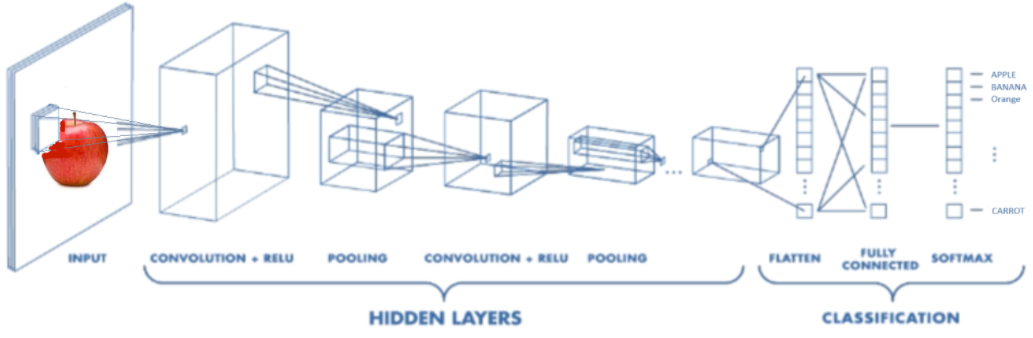 APPLE
BANANA
Orange
CARROT
INPUT
CONVOLUTION + RELU
POOLING
CONVOLUTION + RELU
POOLING
FLATTEN
FULLY
CONNECTED
SOFTMAX
HIDDEN LAYERS
CLASSIFICATION